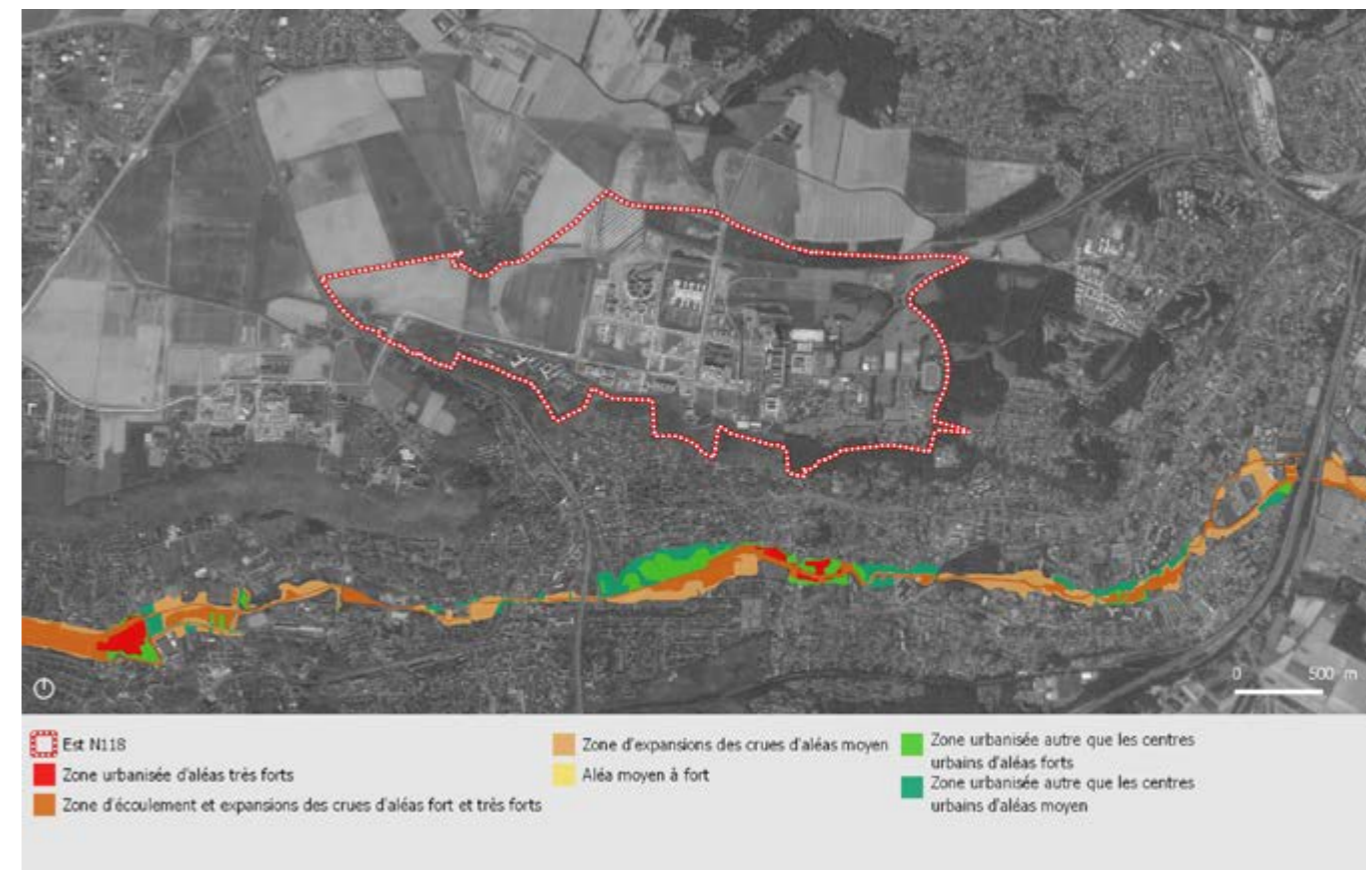 0 500 m
Est N118
Zone urbanisée d'aléas très forts
Zone d'écoulement et expansions des crues d'aléas fort et très forts
Zone d'expansions des crues d'aléas moyen
Aléa moyen à fort
Zone urbanisée autre que les centres
urbains d'aléas forts
Zone urbanisée autre que les centres
urbains d'aléas moyen